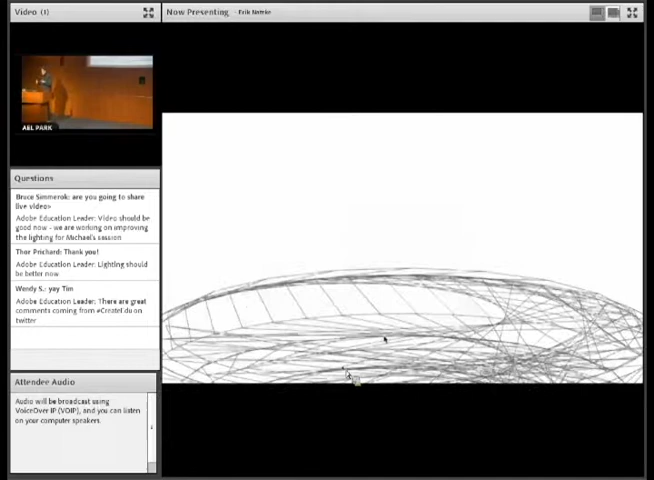 Video (1)
Now Presenting - Erik Natzke
ABL PARK
Questions
Bruce Simmerok: are you going to share
live video>
Adobe Education Leader: Video should be
good now - we are working on improving
the lighting for Michael's session
Thor Prichard: Thank you!
Adobe Education Leader: Lighting should
be better now
Wendy S.: yay Tim
Adobe Education Leader: There are great
comments coming from #CreateEdu on
twitter
Attendee Audio
Audio will be broadcast using
VoiceOver IP (VOIP), and you can listen
on your computer speakers.